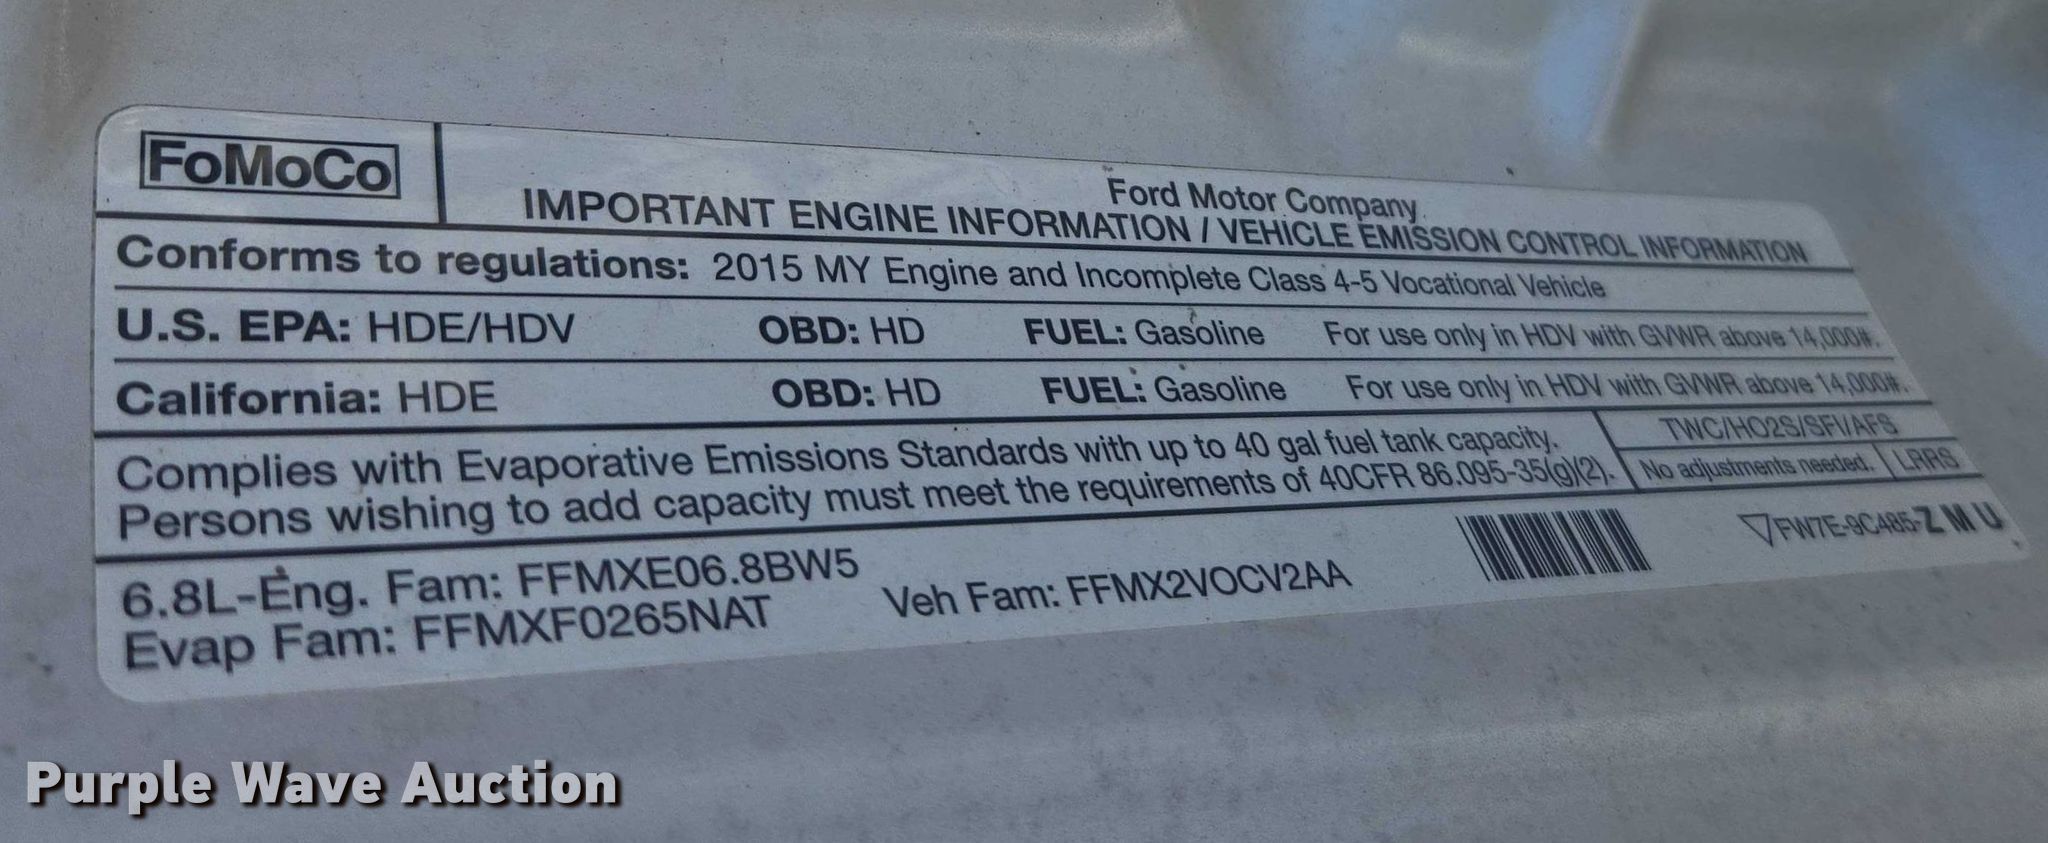 FoMoCo
Ford Motor Company
IMPORTANT ENGINE INFORMATION / VEHICLE EMISSION CONTROL INFORMATION
Conforms to regulations: 2015 MY Engine and Incomplete Class 4-5 Vocational Vehicle
U.S. EPA: HDE/HDV OBD: HD FUEL: Gasoline For use only in HDV with GVWR above 14,000#.
California: HDE OBD: HD FUEL: Gasoline For use only in HDV with GVWR above 14,000#.
Complies with Evaporative Emissions Standards with up to 40 gal fuel tank capacity.
Persons wishing to add capacity must meet the requirements of 40CFR 86.095-35(g)(2).
TWC/HO2S/SFI/AFS
No adjustments needed. LRRS
6.8L-Eng. Fam: FFMXE06.8BW5
Evap Fam: FFMXF0265NAT
Veh Fam: FFMX2VOCV2AA
FW7E-9C485-Z M U
Purple Wave Auction